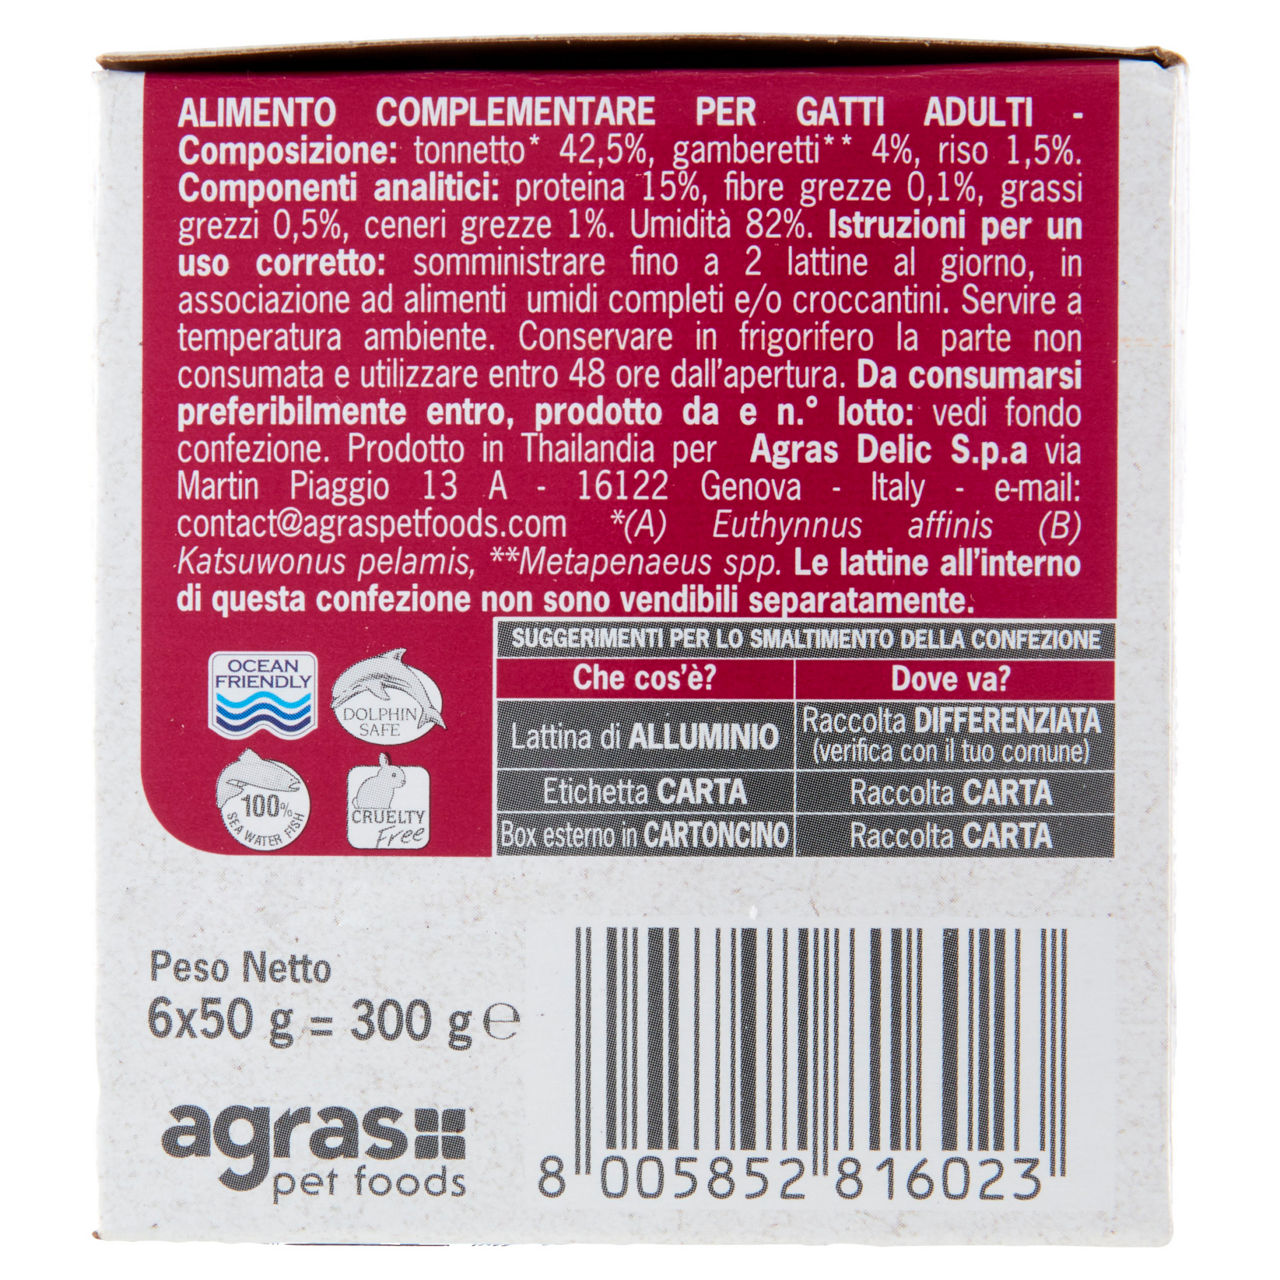 ALIMENTO COMPLEMENTARE PER GATTI ADULTI -
Composizione: tonnetto* 42,5%, gamberetti** 4%, riso 1,5%.
Componenti analitici: proteina 15%, fibre grezze 0,1%, grassi
grezzi 0,5%, ceneri grezze 1%. Umidità 82%. Istruzioni per un
uso corretto: somministrare fino a 2 lattine al giorno, in
associazione ad alimenti umidi completi e/o croccantini. Servire a
temperatura ambiente. Conservare in frigorifero la parte non
consumata e utilizzare entro 48 ore dall'apertura. Da consumarsi
preferibilmente entro, prodotto da e n.° lotto: vedi fondo
confezione. Prodotto in Thailandia per Agras Delic S.p.a via
Martin Piaggio 13 A - 16122 Genova - Italy - e-mail:
contact@agraspetfoods.com *(A) Euthynnus affinis (B)
Katsuwonus pelamis, **Metapenaeus spp. Le lattine all'interno
di questa confezione non sono vendibili separatamente.
SUGGERIMENTI PER LO SMALTIMENTO DELLA CONFEZIONE
Che cos'è? Dove va?
Lattina di ALLUMINIO Raccolta DIFFERENZIATA
(verifica con il tuo comune)
Etichetta CARTA Raccolta CARTA
Box esterno in CARTONCINO Raccolta CARTA
OCEAN
FRIENDLY
DOLPHIN
SAFE
100%
SEA WATER FISH
CRUELTY
Free
Peso Netto
6x50 g = 300 g e
agras
pet foods
8 005852 816023